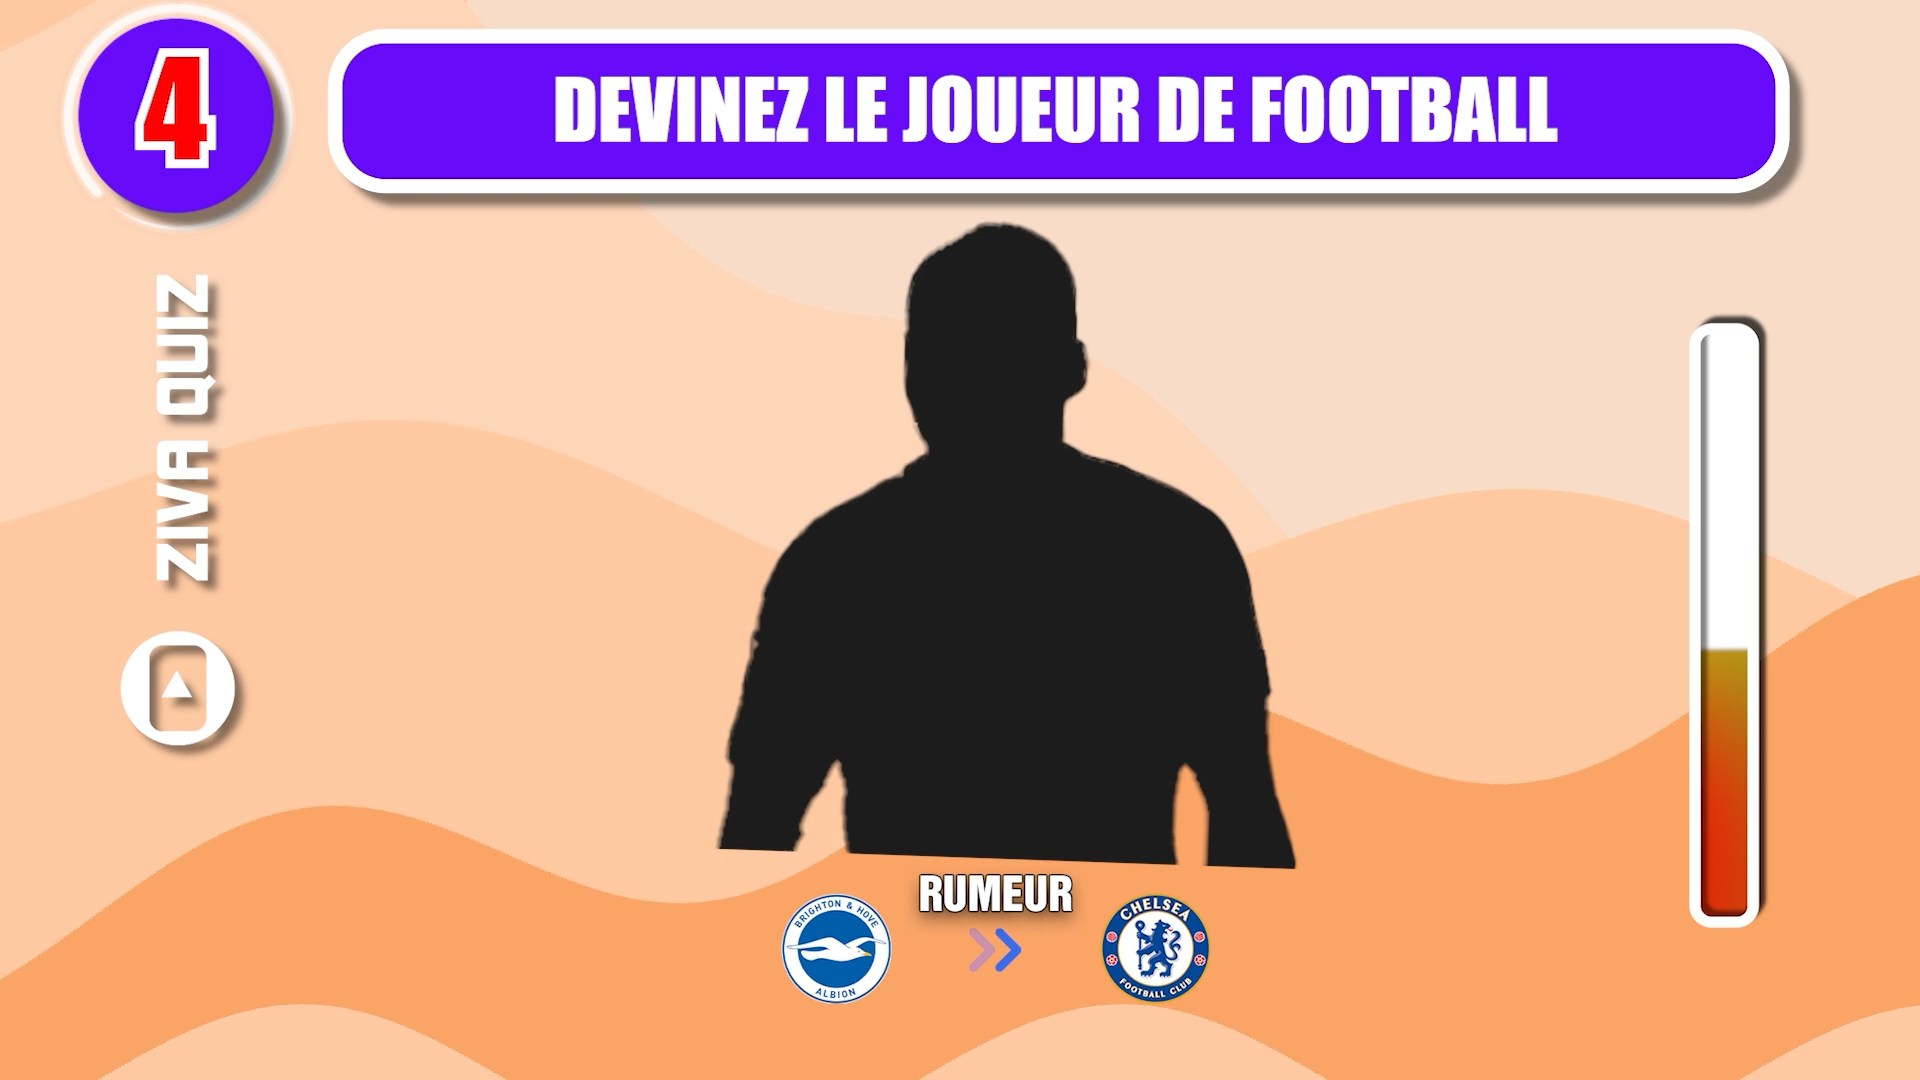 4
DEVINEZ LE JOUEUR DE FOOTBALL
ZIVA QUIZ
RUMEUR
BRIGHTON & HOVE
ALBION
CHELSEA
FOOTBALL CLUB